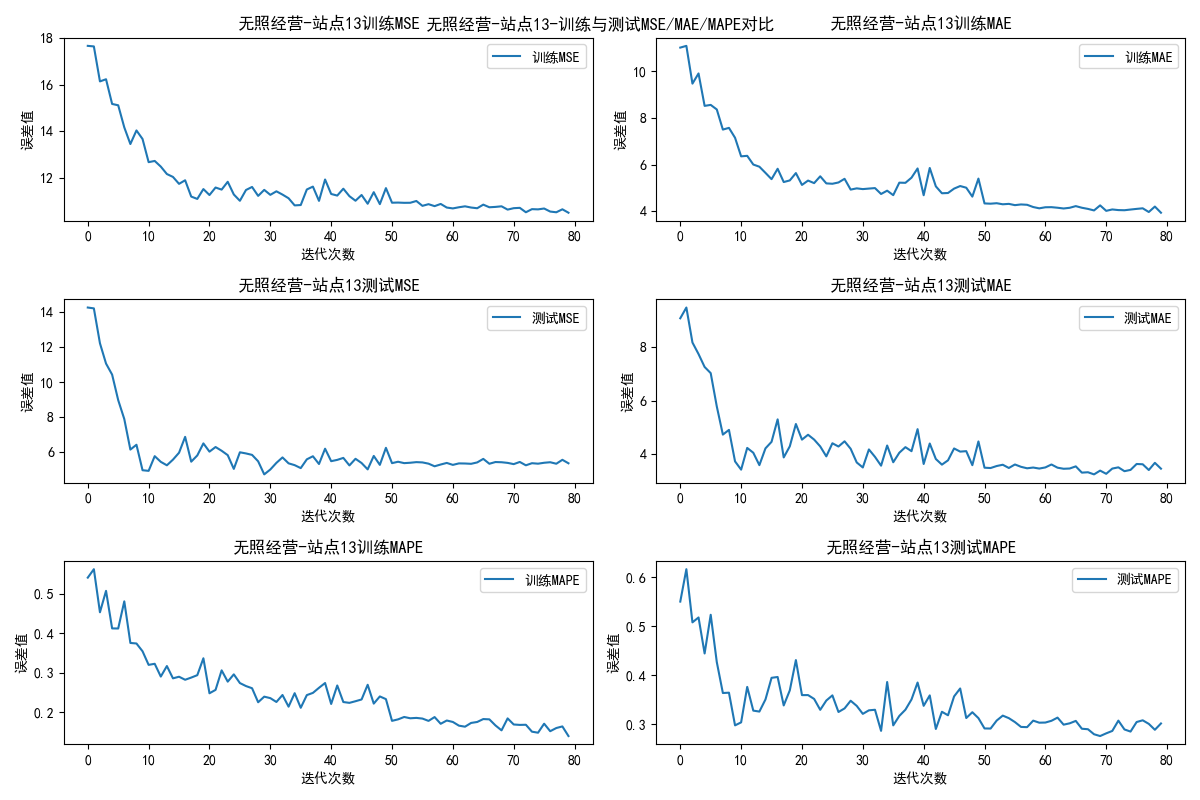 无照经营-站点13-训练与测试MSE/MAE/MAPE对比
无照经营-站点13训练MSE
训练MSE
误差值
18
16
14
12
0 10 20 30 40 50 60 70 80
迭代次数
无照经营-站点13训练MAE
训练MAE
误差值
10
8
6
4
0 10 20 30 40 50 60 70 80
迭代次数
无照经营-站点13测试MSE
测试MSE
误差值
14
12
10
8
6
0 10 20 30 40 50 60 70 80
迭代次数
无照经营-站点13测试MAE
测试MAE
误差值
8
6
4
0 10 20 30 40 50 60 70 80
迭代次数
无照经营-站点13训练MAPE
训练MAPE
误差值
0.5
0.4
0.3
0.2
0 10 20 30 40 50 60 70 80
迭代次数
无照经营-站点13测试MAPE
测试MAPE
误差值
0.6
0.5
0.4
0.3
0 10 20 30 40 50 60 70 80
迭代次数